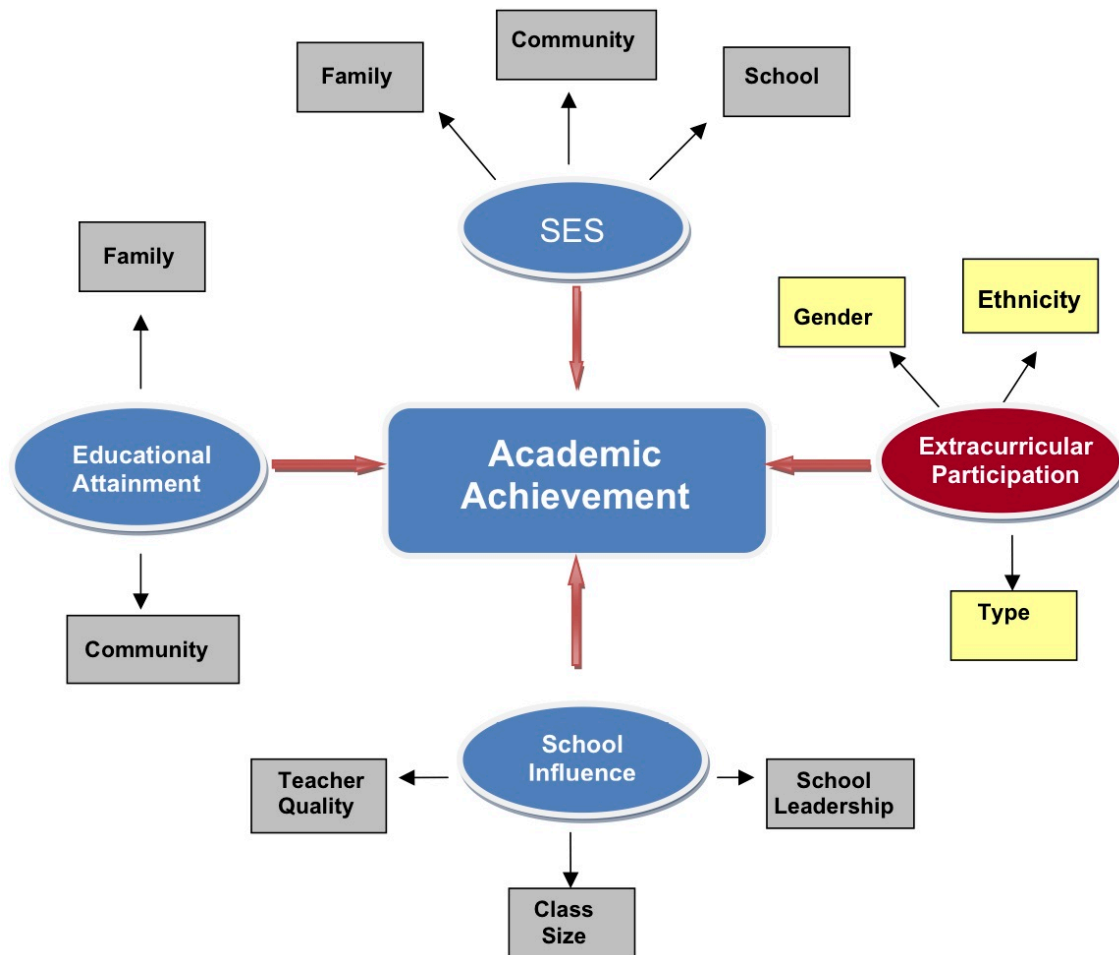 Community
Family
School
SES
Family
Ethnicity
Gender
Educational
Attainment
Academic
Achievement
Extracurricular
Participation
Type
Community
School
Influence
Teacher
Quality
School
Leadership
Class
Size